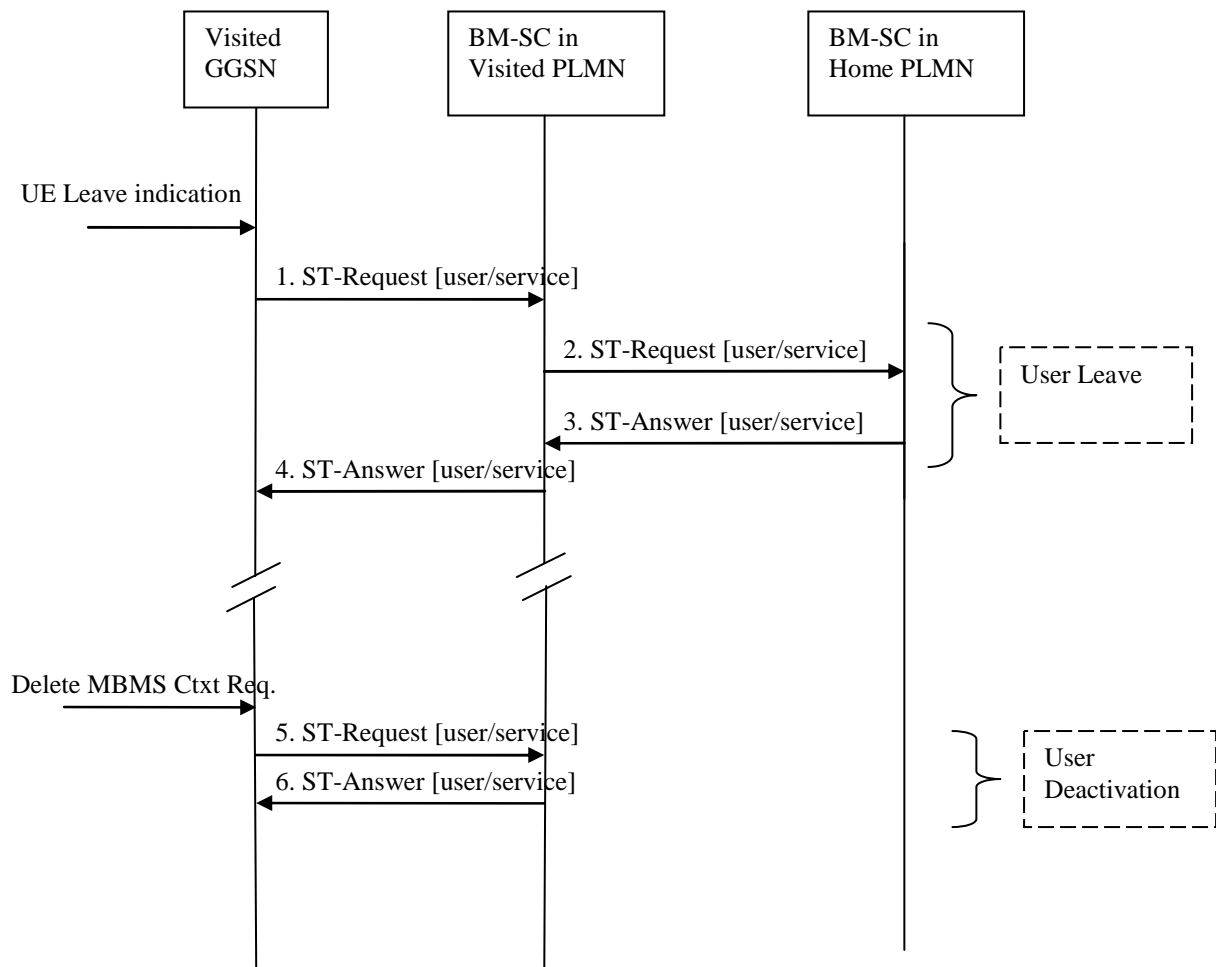 Visited
GGSN
BM-SC in
Visited PLMN
BM-SC in
Home PLMN
UE Leave indication
1. ST-Request [user/service]
2. ST-Request [user/service]
User Leave
3. ST-Answer [user/service]
4. ST-Answer [user/service]
Delete MBMS Ctxt Req.
5. ST-Request [user/service]
6. ST-Answer [user/service]
User
Deactivation